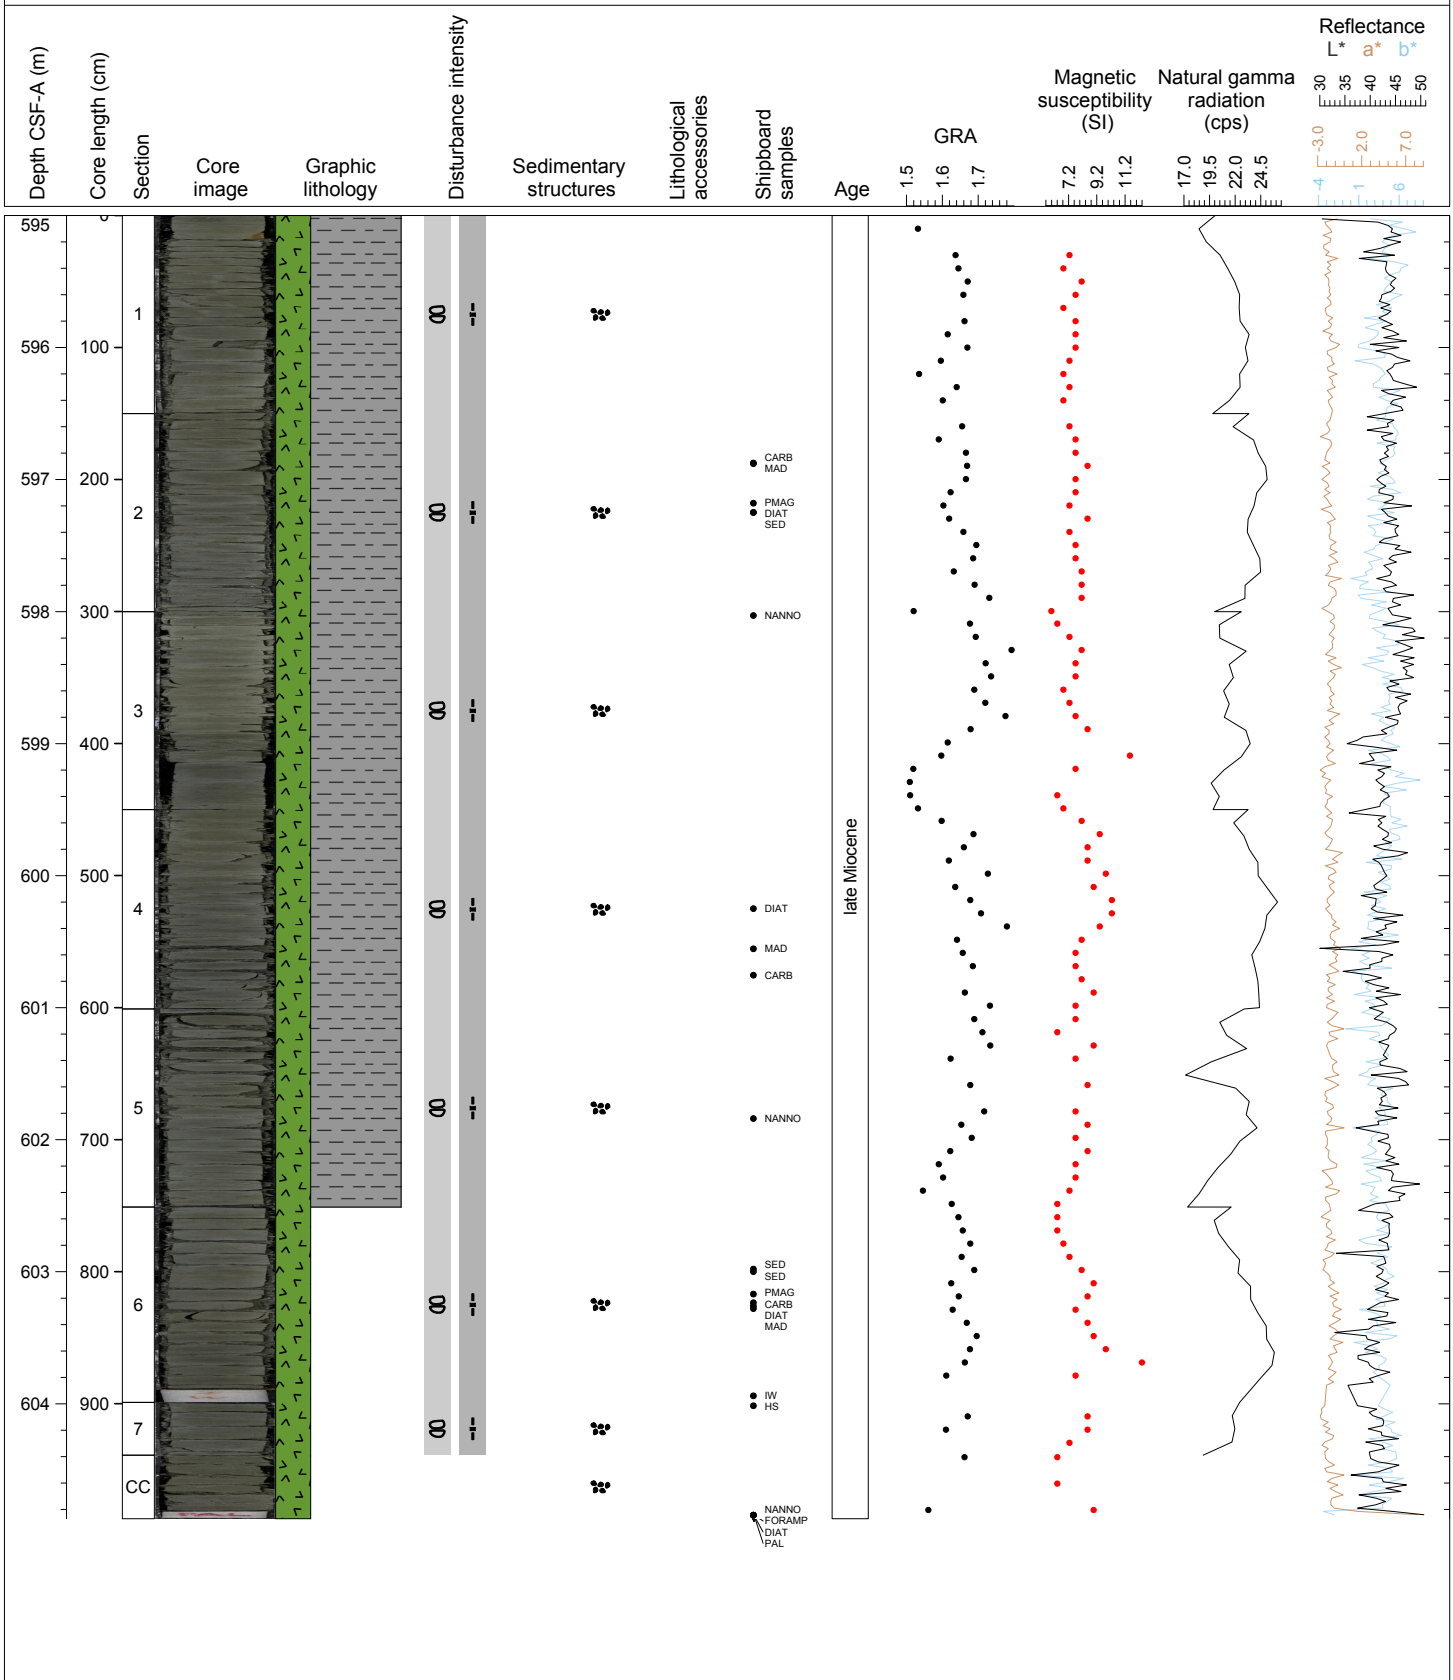 Depth CSF-A (m)
Core length (cm)
Section
Core
image
Graphic
lithology
Disturbance intensity
Sedimentary
structures
Lithological
accessories
Shipboard
samples
Age
GRA
1.5 1.6 1.7
Magnetic
susceptibility
(SI)
7.2 9.2 11.2
Natural gamma
radiation
(cps)
17.0 19.5 22.0 24.5
Reflectance
L* a* b*
30 35 40 45 50
-3.0 2.0 7.0
-4 1 6
595 0
1
596 100
CARB
MAD
597 200
PMAG
2 DIAT
SED
598 300 NANNO
3
599 400
late Miocene
600 500
4 DIAT
MAD
CARB
601 600
5
NANNO
602 700
SED
603 800 SED
PMAG
6 CARB
DIAT
MAD
IW
604 900 HS
7
CC
NANNO
FORAMP
DIAT
PAL